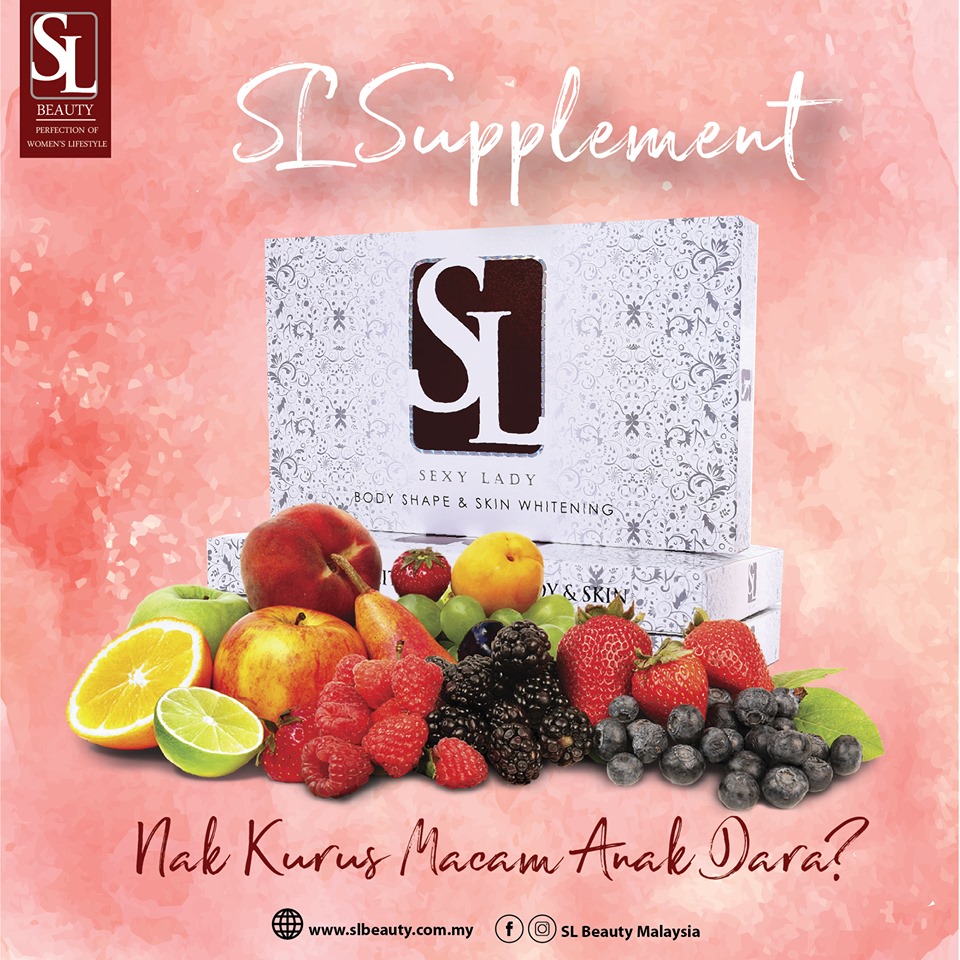 SL
BEAUTY
PERFECTION OF
WOMEN'S LIFESTYLE
SL Supplement
SL
SEXY LADY
BODY SHAPE & SKIN WHITENING
& SKIN
SL
Nak Kurus Macam Anak Dara?
www.slbeauty.com.my
SL Beauty Malaysia